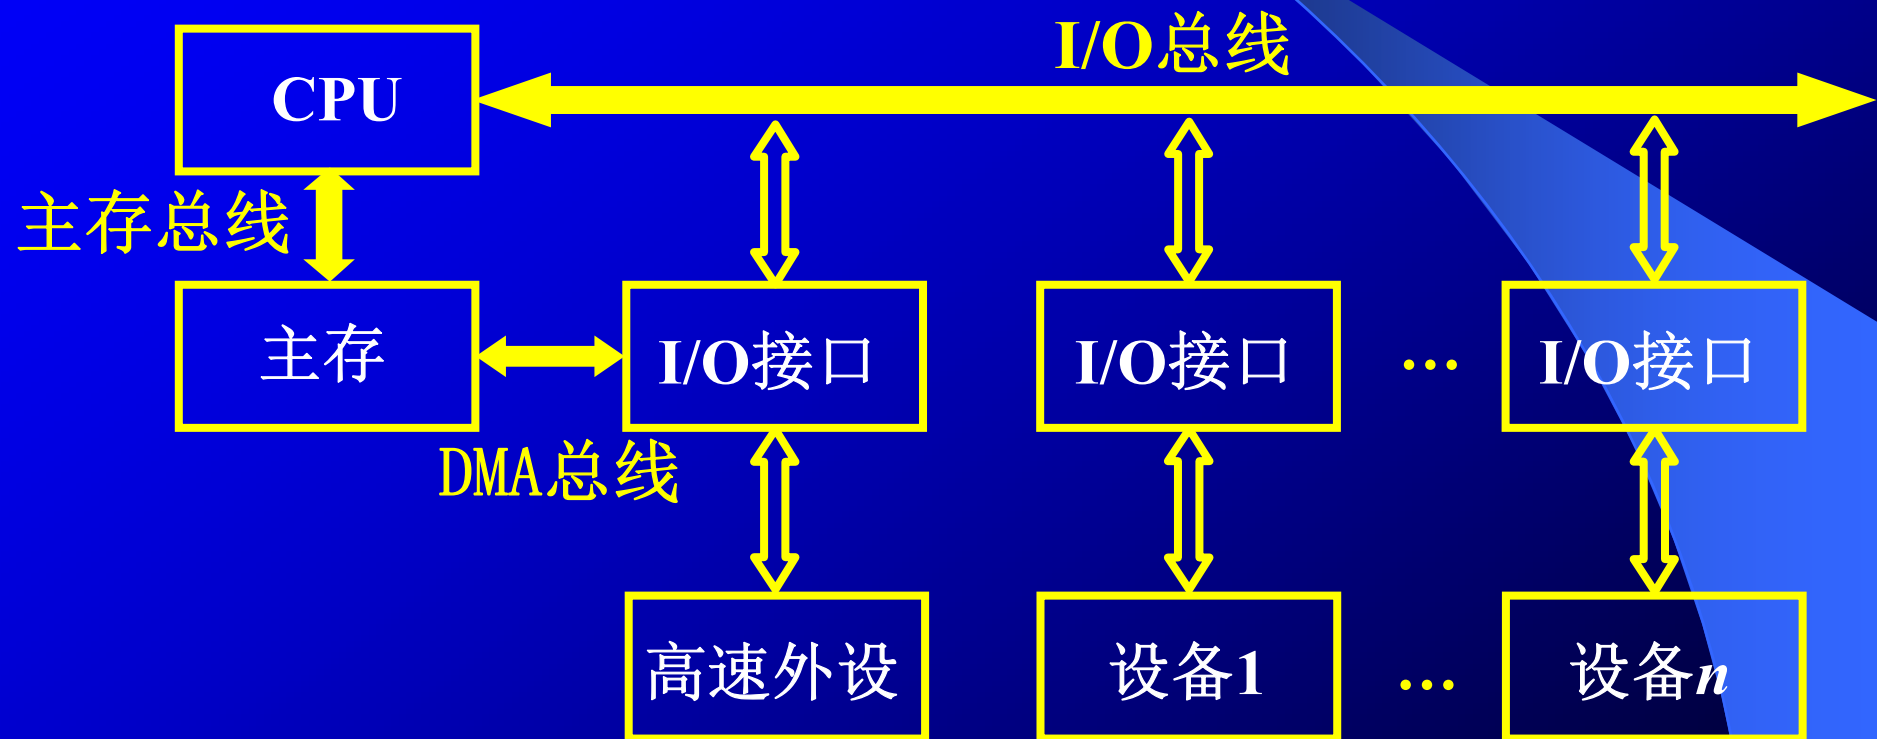 I/O总线
CPU
主存总线
主存
I/O接口
I/O接口
…
I/O接口
DMA总线
高速外设
设备1
…
设备n